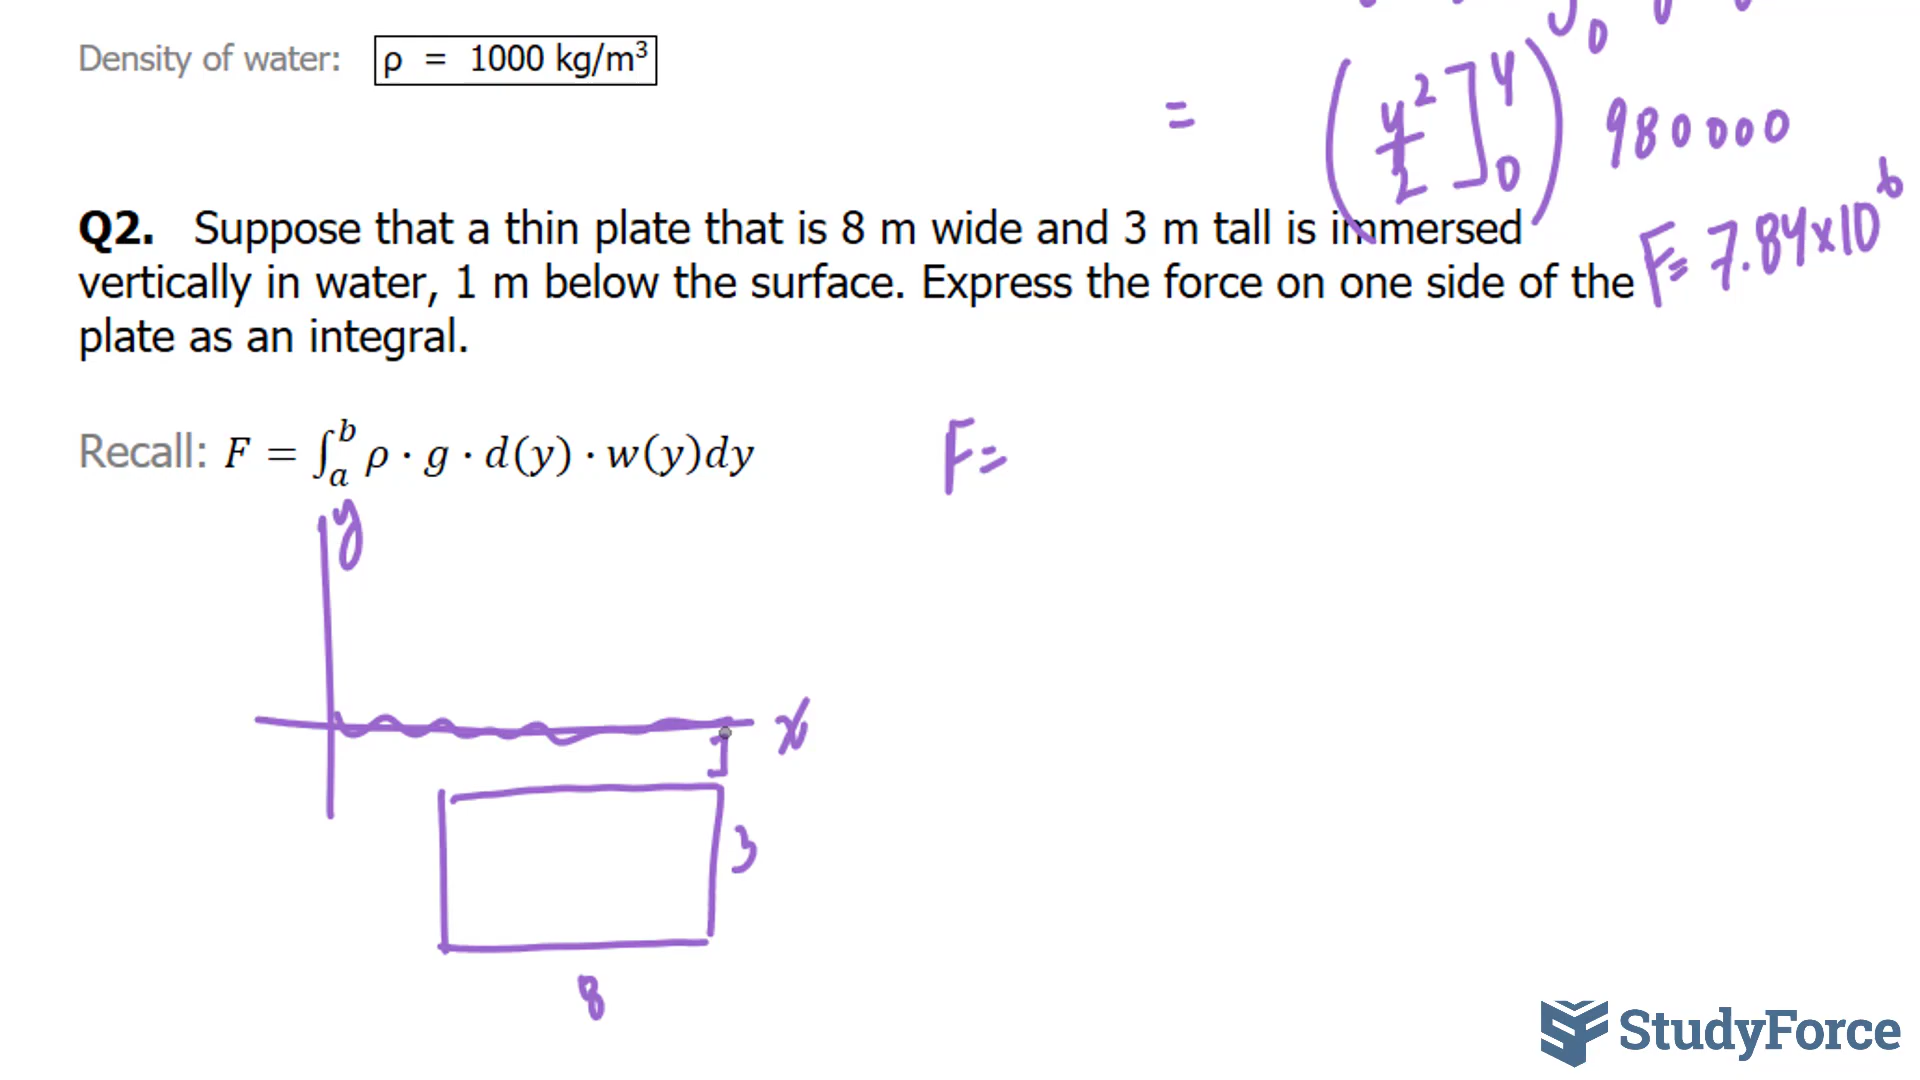 Density of water: ρ = 1000 kg/m³
= (y²/2]₀⁴) 980000
F= 7.84x10⁶
Q2. Suppose that a thin plate that is 8 m wide and 3 m tall is immersed
vertically in water, 1 m below the surface. Express the force on one side of the
plate as an integral.
Recall: F = ∫ₐᵇ ρ · g · d(y) · w(y)dy
F=
y
x
3
8
StudyForce